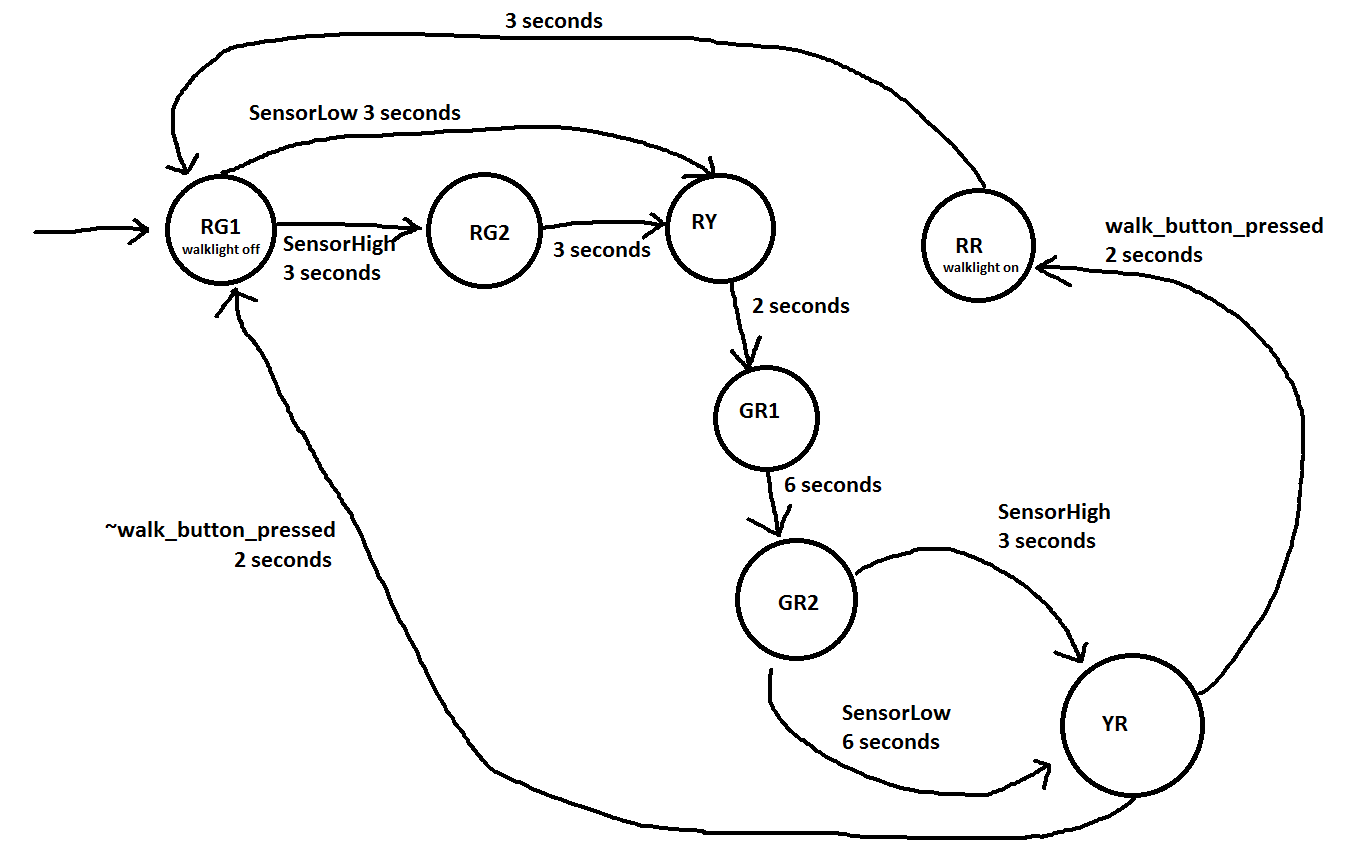 3 seconds
SensorLow 3 seconds
RG1
walklight off
SensorHigh
3 seconds
RG2
3 seconds
RY
RR
walklight on
walk_button_pressed
2 seconds
2 seconds
GR1
6 seconds
~walk_button_pressed
2 seconds
SensorHigh
3 seconds
GR2
SensorLow
6 seconds
YR